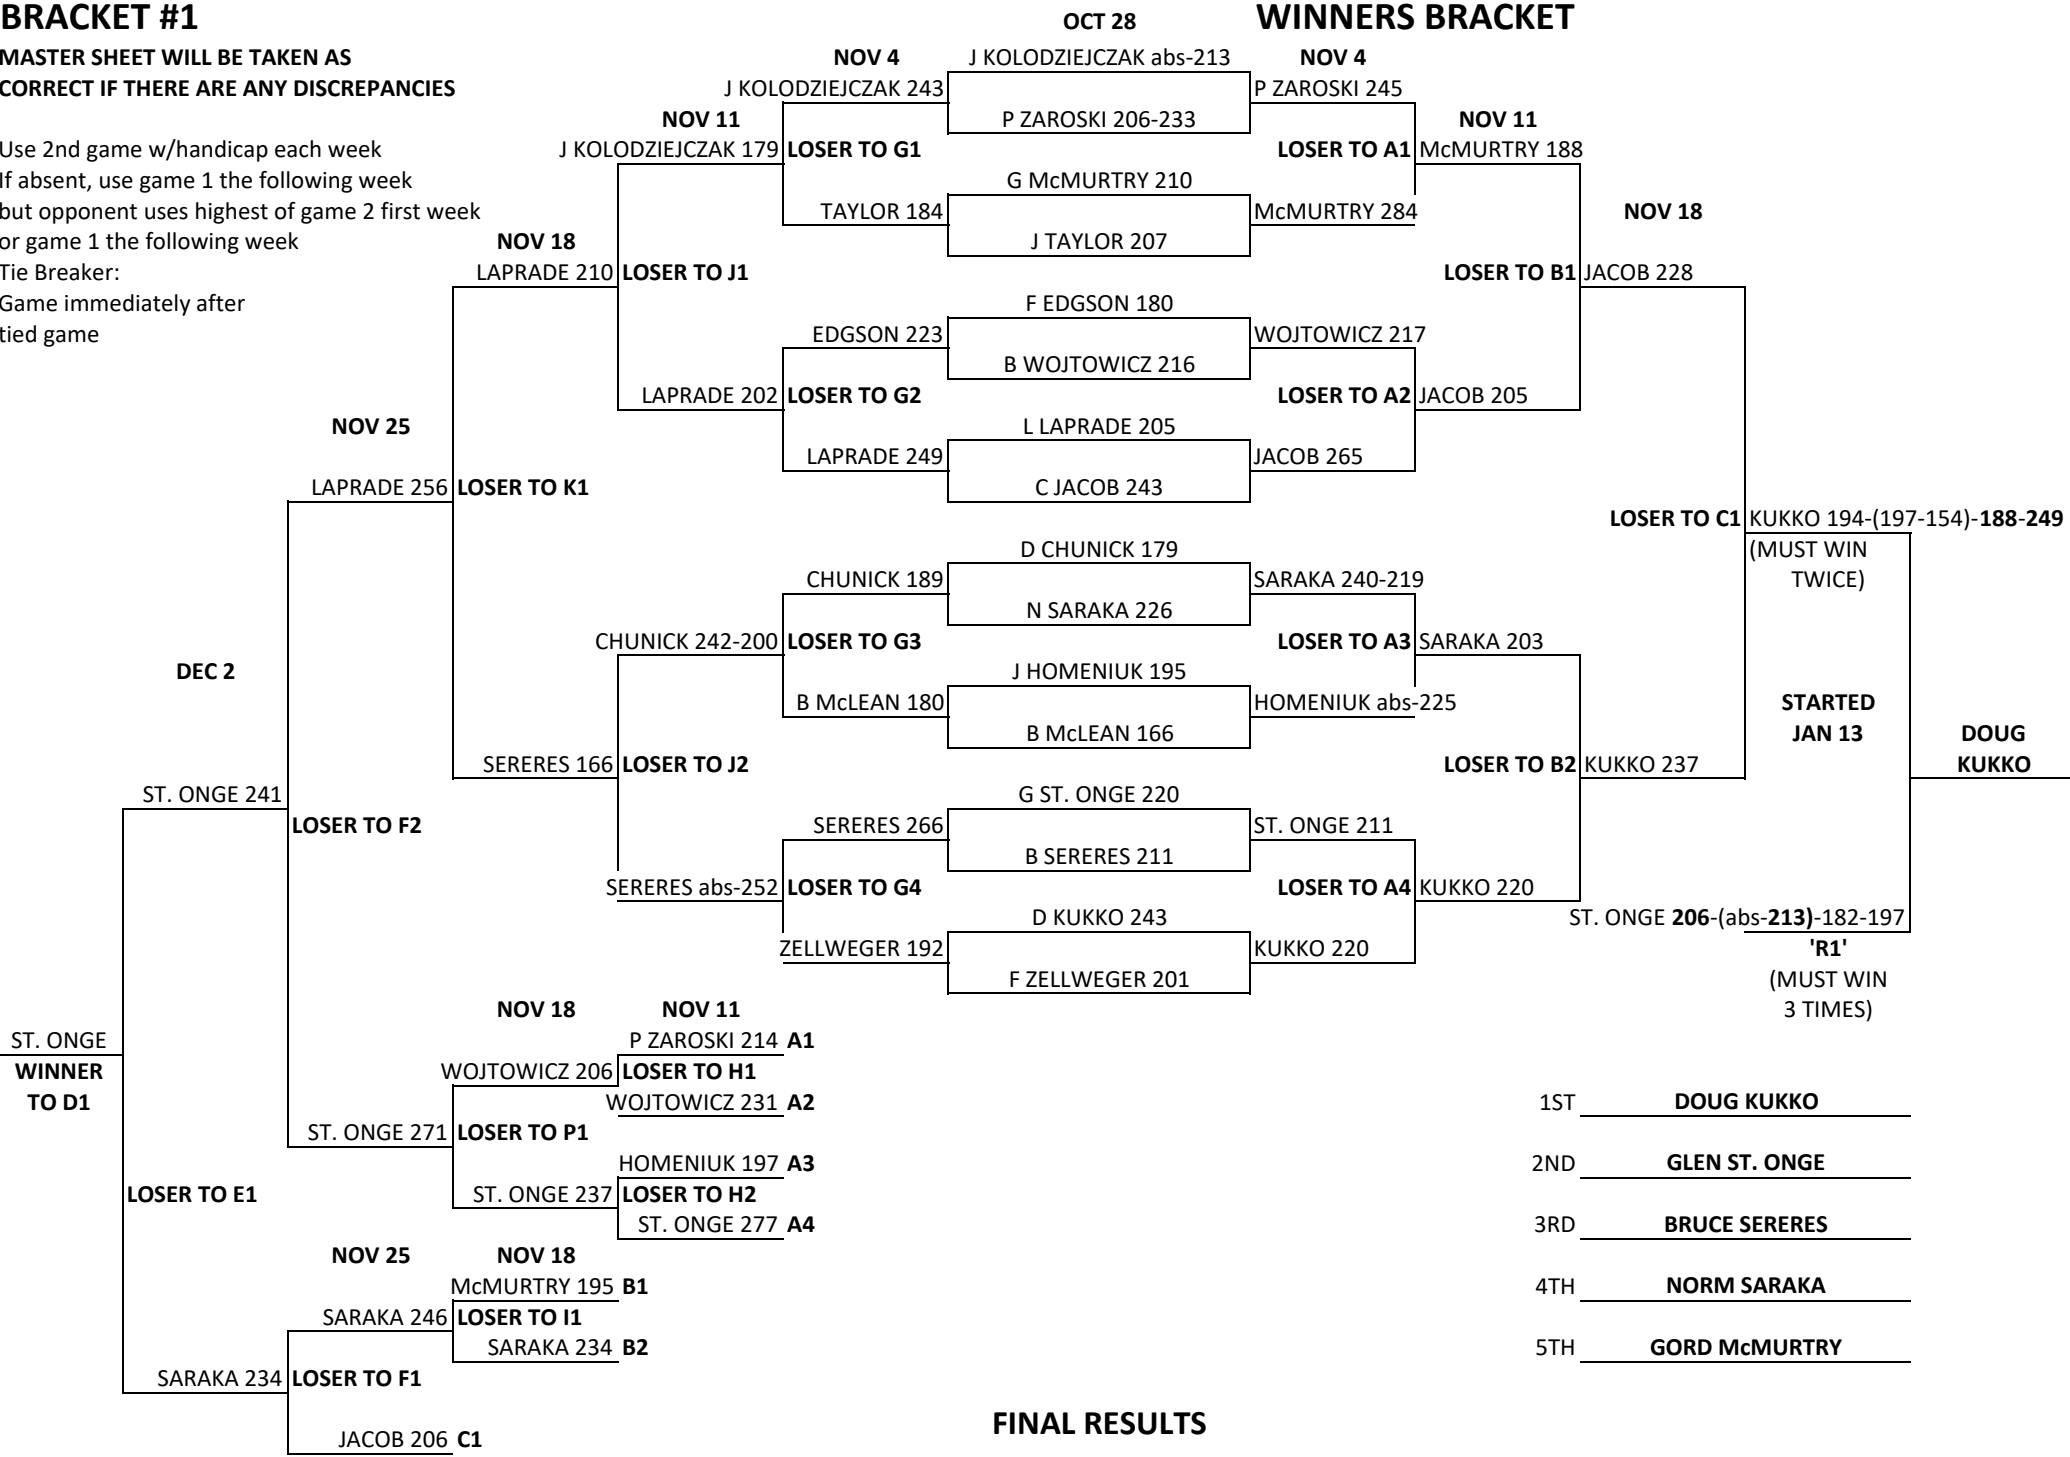 BRACKET #1
OCT 28
WINNERS BRACKET
MASTER SHEET WILL BE TAKEN AS
NOV 4
J KOLODZIEJCZAK abs-213
NOV 4
CORRECT IF THERE ARE ANY DISCREPANCIES
J KOLODZIEJCZAK 243
P ZAROSKI 245
NOV 11
P ZAROSKI 206-233
NOV 11
Use 2nd game w/handicap each week
J KOLODZIEJCZAK 179
LOSER TO G1
LOSER TO A1
McMURTRY 188
If absent, use game 1 the following week
G McMURTRY 210
but opponent uses highest of game 2 first week
TAYLOR 184
McMURTRY 284
NOV 18
or game 1 the following week
NOV 18
J TAYLOR 207
Tie Breaker:
LAPRADE 210
LOSER TO J1
LOSER TO B1
JACOB 228
Game immediately after
F EDGSON 180
tied game
EDGSON 223
WOJTOWICZ 217
B WOJTOWICZ 216
LAPRADE 202
LOSER TO G2
LOSER TO A2
JACOB 205
NOV 25
L LAPRADE 205
LAPRADE 249
JACOB 265
LAPRADE 256
LOSER TO K1
C JACOB 243
LOSER TO C1
KUKKO 194-(197-154)-188-249
D CHUNICK 179
(MUST WIN
CHUNICK 189
SARAKA 240-219
TWICE)
N SARAKA 226
CHUNICK 242-200
LOSER TO G3
LOSER TO A3
SARAKA 203
DEC 2
J HOMENIUK 195
B McLEAN 180
HOMENIUK abs-225
STARTED
B McLEAN 166
JAN 13
DOUG
SERERES 166
LOSER TO J2
LOSER TO B2
KUKKO 237
KUKKO
ST. ONGE 241
G ST. ONGE 220
LOSER TO F2
SERERES 266
ST. ONGE 211
B SERERES 211
SERERES abs-252
LOSER TO G4
LOSER TO A4
KUKKO 220
D KUKKO 243
ST. ONGE 206-(abs-213)-182-197
ZELLWEGER 192
KUKKO 220
'R1'
F ZELLWEGER 201
(MUST WIN
NOV 18
NOV 11
3 TIMES)
ST. ONGE
P ZAROSKI 214 A1
WINNER
WOJTOWICZ 206
LOSER TO H1
TO D1
WOJTOWICZ 231 A2
1ST
DOUG KUKKO
ST. ONGE 271
LOSER TO P1
HOMENIUK 197 A3
2ND
GLEN ST. ONGE
LOSER TO E1
ST. ONGE 237
LOSER TO H2
ST. ONGE 277 A4
3RD
BRUCE SERERES
NOV 25
NOV 18
McMURTRY 195 B1
4TH
NORM SARAKA
SARAKA 246
LOSER TO I1
SARAKA 234 B2
5TH
GORD McMURTRY
SARAKA 234
LOSER TO F1
FINAL RESULTS
JACOB 206 C1